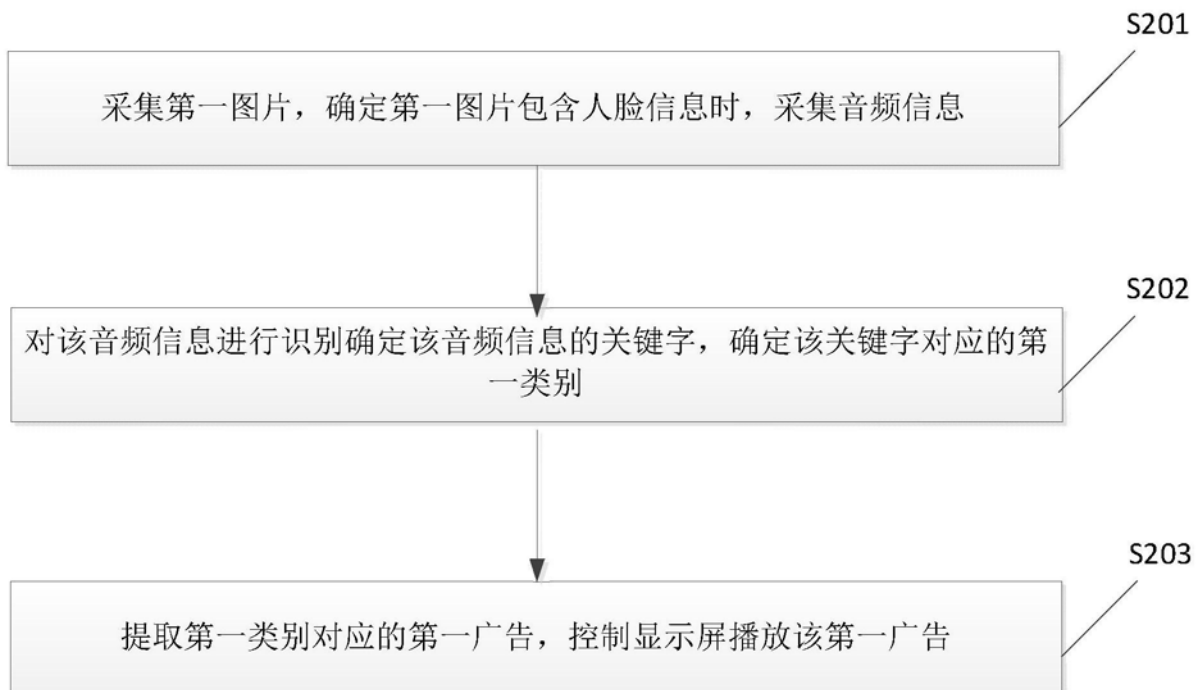 S201
采集第一图片，确定第一图片包含人脸信息时，采集音频信息
S202
对该音频信息进行识别确定该音频信息的关键字，确定该关键字对应的第
一类别
S203
提取第一类别对应的第一广告，控制显示屏播放该第一广告